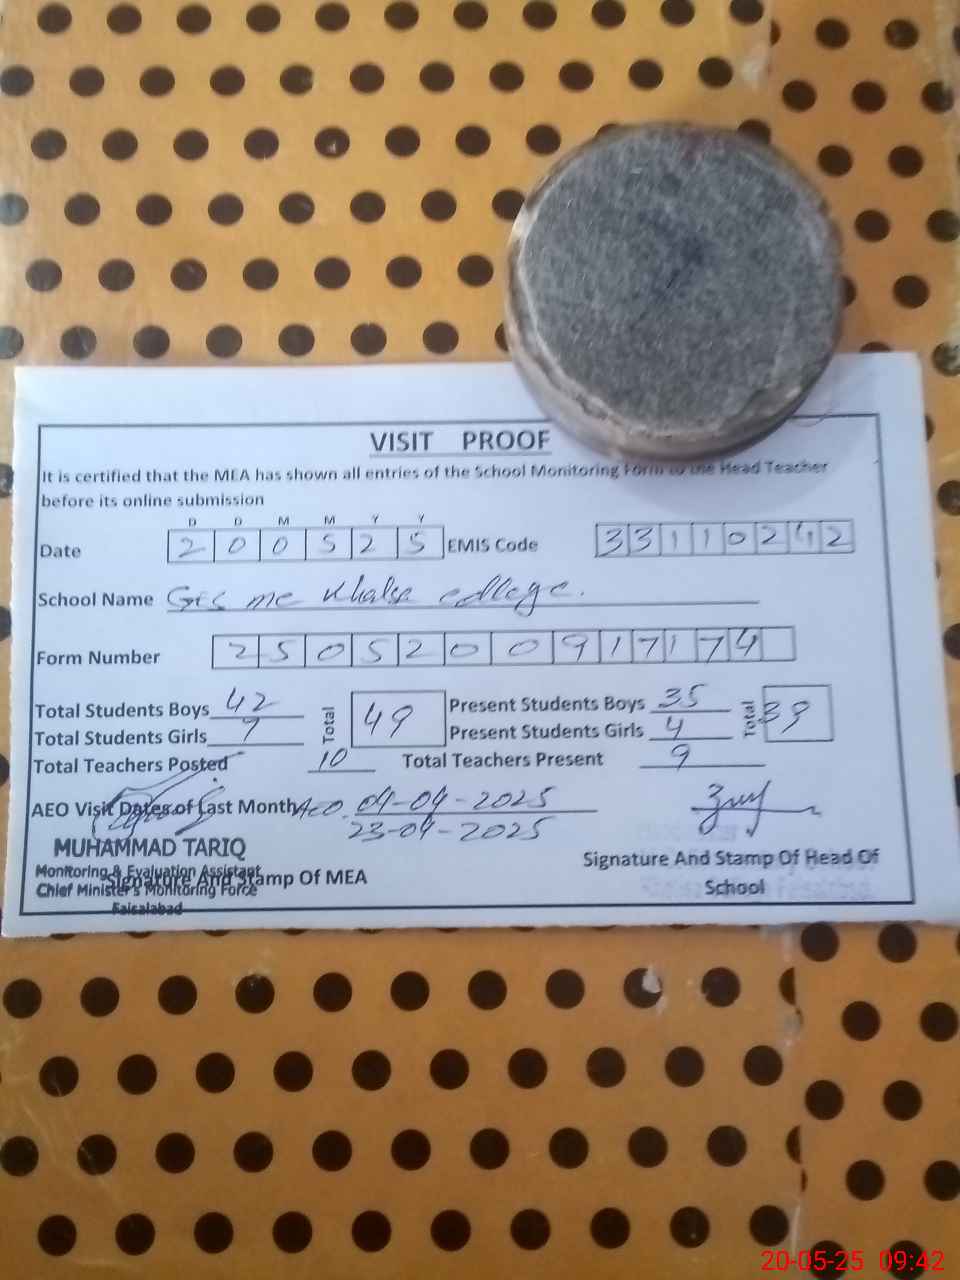 VISIT PROOF
It is certified that the MEA has shown all entries of the School Monitoring Form to the Head Teacher
before its online submission
D D M M Y Y
Date 2 0 0 5 2 5 EMIS Code 3 3 1 1 0 2 4 2
School Name me khalsa college.
Form Number 2 5 0 5 2 0 0 9 1 7 1 7 4
Total Students Boys 42 Total 49 Present Students Boys 35 Total 39
Total Students Girls 7 Present Students Girls 4
Total Teachers Posted 10 Total Teachers Present 9
AEO Visit Dates of Last Month AEO. 04-04-2025
23-04-2025
MUHAMMAD TARIQ
Monitoring & Evaluation Assistant
Chief Minister's Monitoring Force
Faisalabad
Signature And Stamp Of MEA
Signature And Stamp Of Head Of
School
20-05-25 09:42